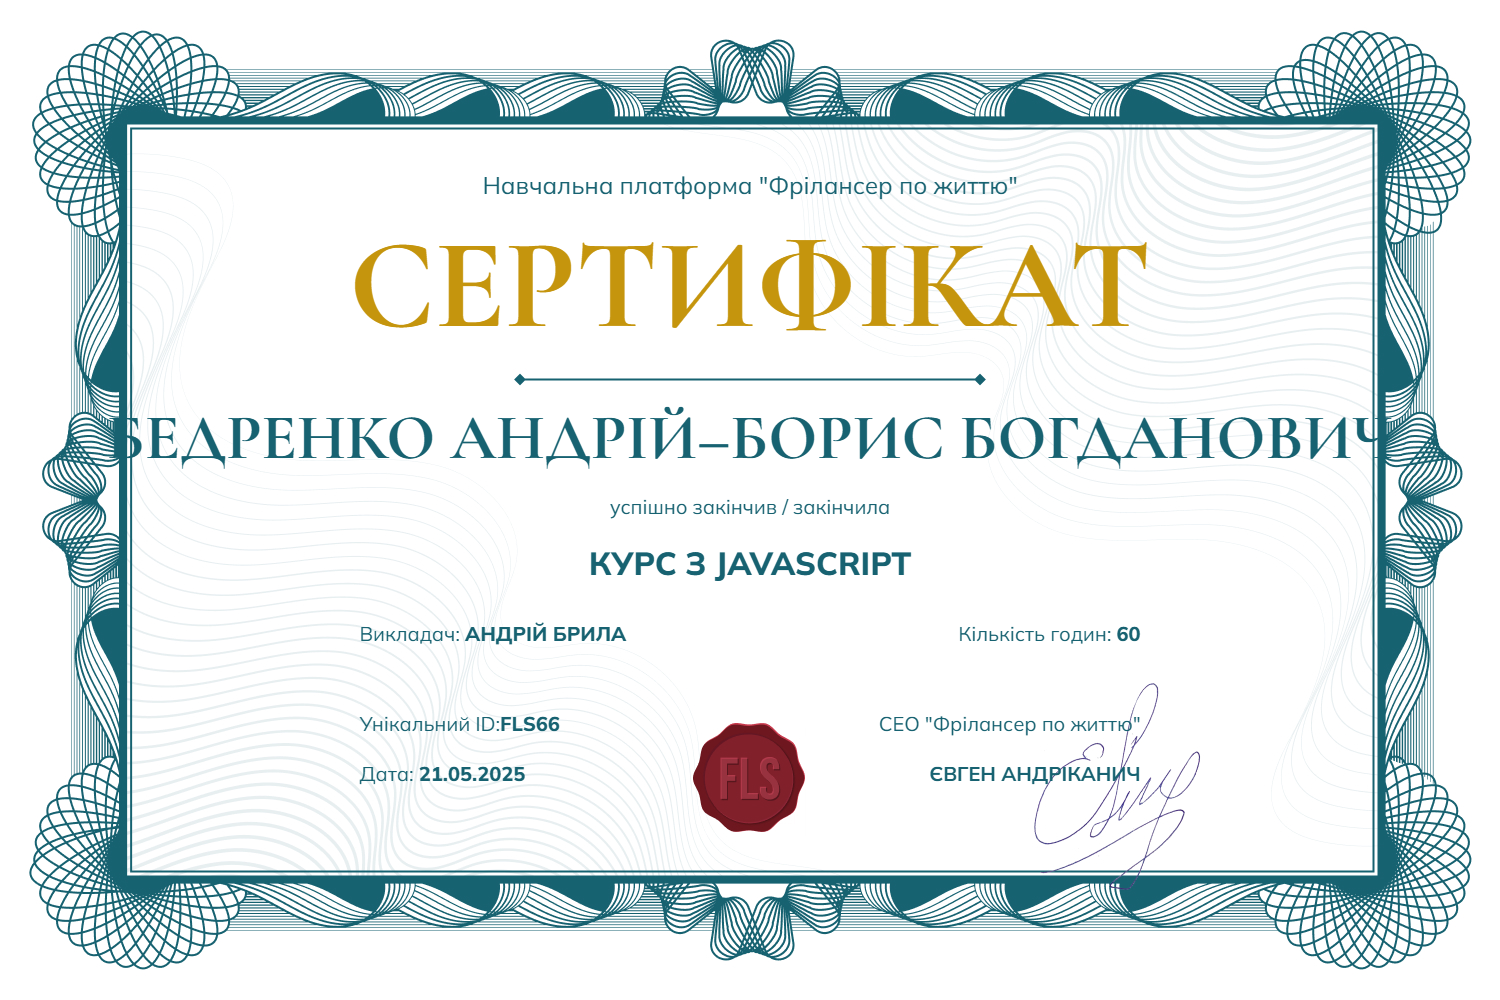 Навчальна платформа "Фрілансер по життю"
СЕРТИФІКАТ
БЕДРЕНКО АНДРІЙ–БОРИС БОГДАНОВИЧ
успішно закінчив / закінчила
КУРС З JAVASCRIPT
Викладач: АНДРІЙ БРИЛА
Кількість годин: 60
Унікальний ID:FLS66
CEO "Фрілансер по життю"
Дата: 21.05.2025
ЄВГЕН АНДРІКАНИЧ
FLS